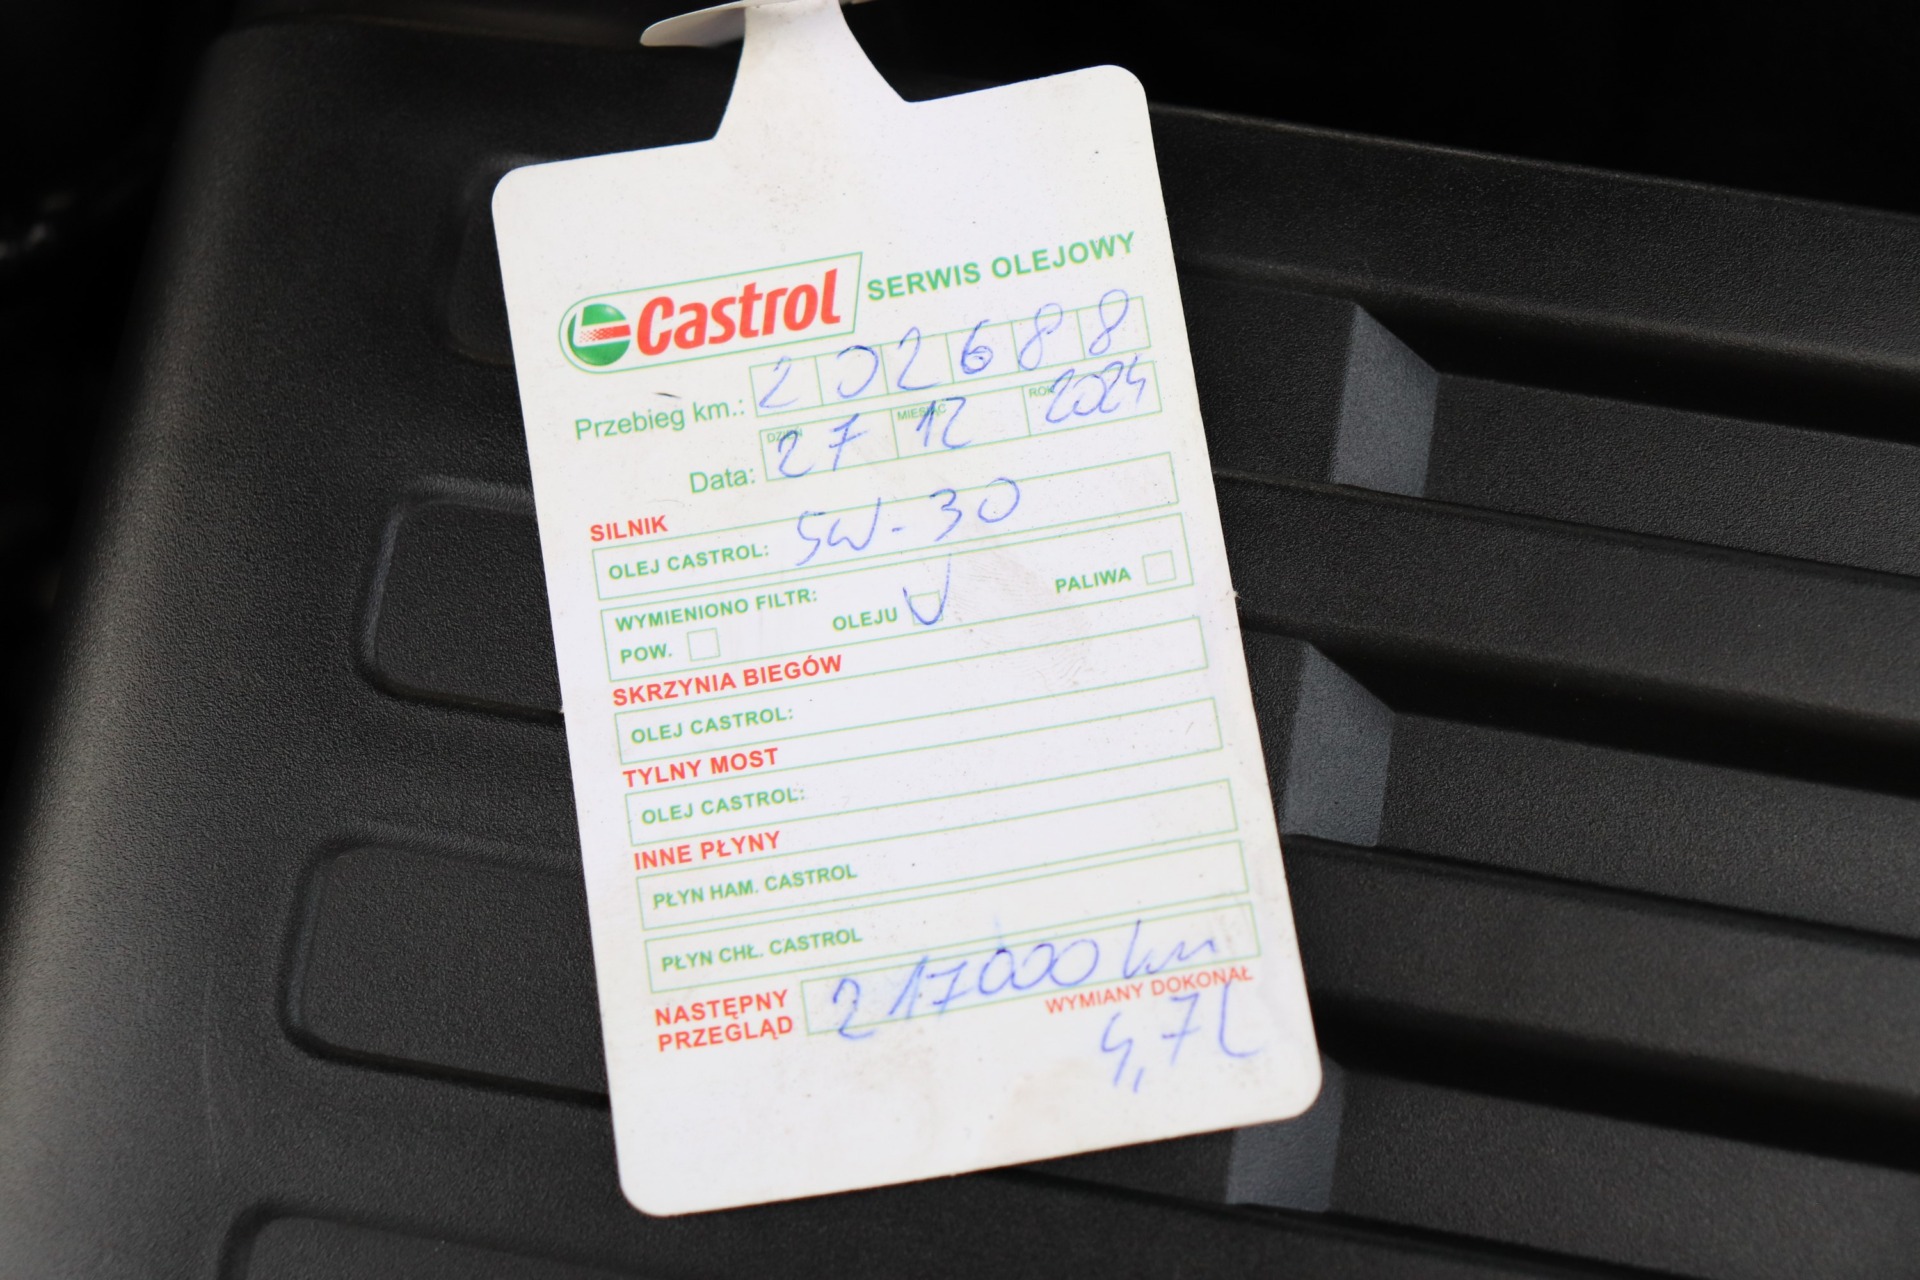 Castrol SERWIS OLEJOWY
Przebieg km.: 202688
Data: DZIEŃ 27 MIESIĄC 12 ROK 2024
SILNIK
OLEJ CASTROL: 5W-30
WYMIENIONO FILTR:
POW. OLEJU V PALIWA
SKRZYNIA BIEGÓW
OLEJ CASTROL:
TYLNY MOST
OLEJ CASTROL:
INNE PŁYNY
PŁYN HAM. CASTROL
PŁYN CHŁ. CASTROL
NASTĘPNY PRZEGLĄD 217000 km
WYMIANY DOKONAŁ
4,7L